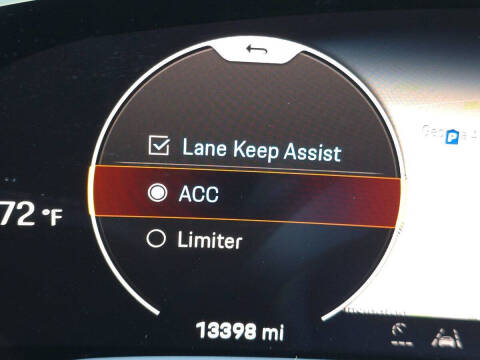 Lane Keep Assist
ACC
72 °F
Limiter
13398 mi
P